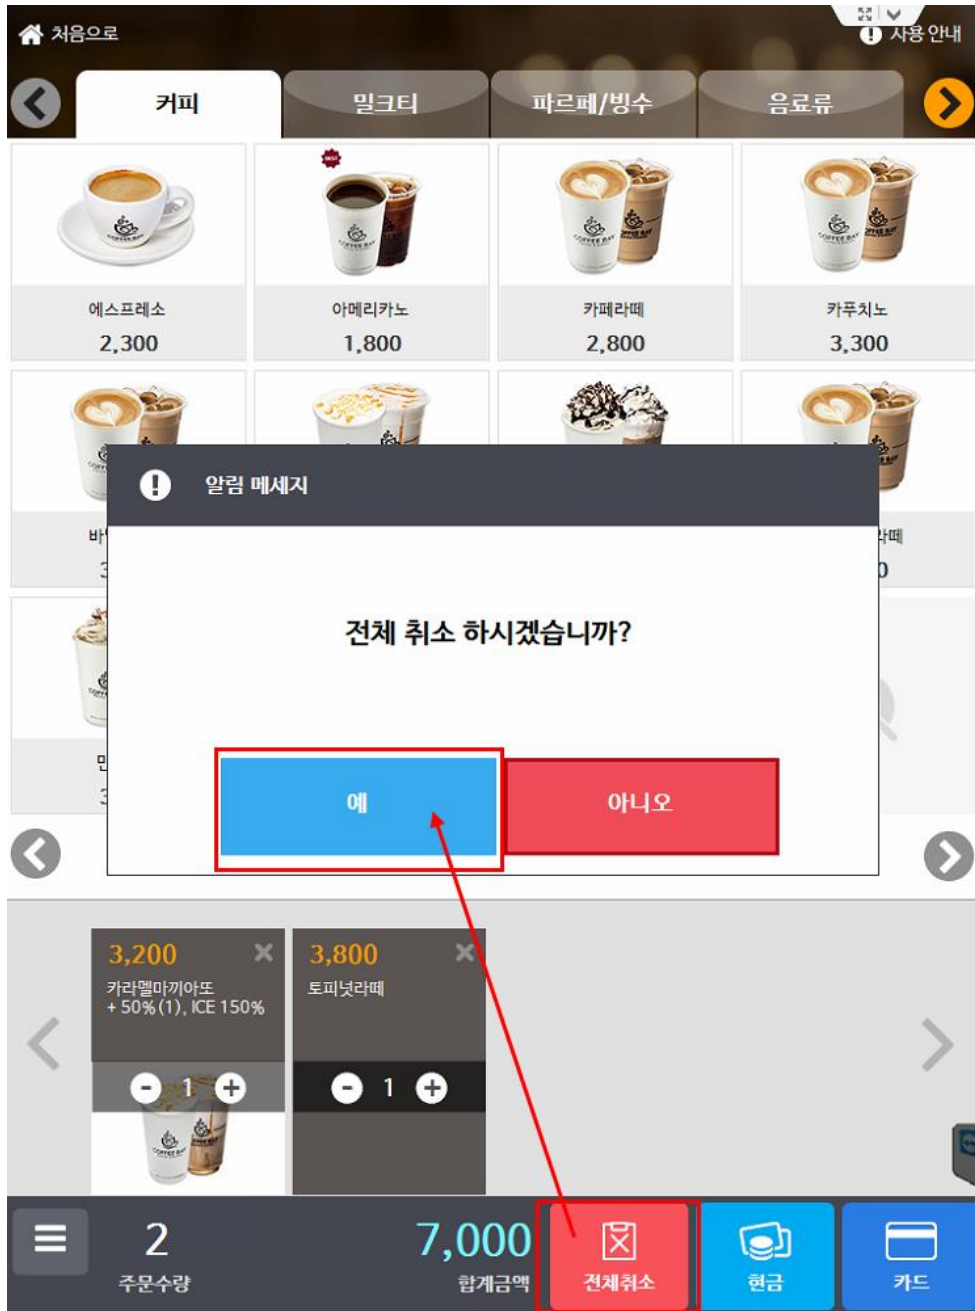 처음으로
사용 안내
커피
밀크티
파르페/빙수
음료류
BEST
COFFEE BAY
에스프레소
아메리카노
카페라떼
카푸치노
2,300
1,800
2,800
3,300
알림 메세지
전체 취소 하시겠습니까?
예
아니오
3,200
3,800
카라멜마끼아또
+ 50%(1), ICE 150%
토피넛라떼
1
1
2
주문수량
7,000
합계금액
전체취소
현금
카드